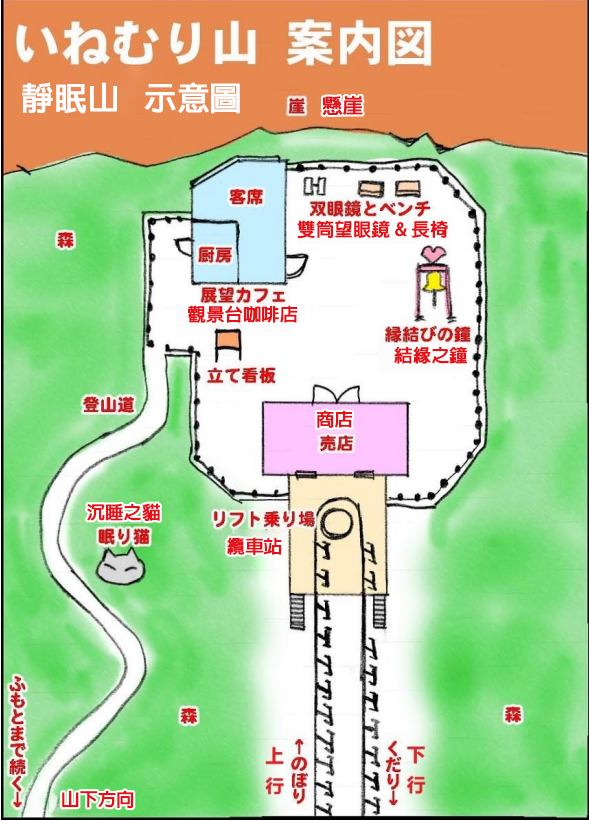 いねむり山 案内図
靜眠山 示意圖
崖 懸崖
客席
双眼鏡とベンチ
雙筒望眼鏡 & 長椅
森
厨房
展望カフェ
觀景台咖啡店
縁結びの鐘
結緣之鐘
立て看板
登山道
商店
売店
沉睡之貓
眠り猫
リフト乗り場
纜車站
ふもとまで続く→
森
森
←のぼり
上行
くだり→
下行
山下方向